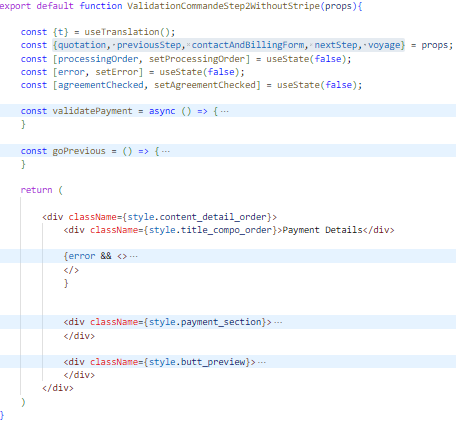 export default function ValidationCommandeStep2WithoutStripe(props){
const {t} = useTranslation();
const {quotation, previousStep, contactAndBillingForm, nextStep, voyage} = props;
const [processingOrder, setProcessingOrder] = useState(false);
const [error, setError] = useState(false);
const [agreementChecked, setAgreementChecked] = useState(false);
const validatePayment = async () => {···
}
const goPrevious = () => {···
}
return (
<div className={style.content_detail_order}>
<div className={style.title_compo_order}>Payment Details</div>
{error && <>···
</>
}
<div className={style.payment_section}>···
</div>
<div className={style.butt_preview}>···
</div>
</div>
)
}